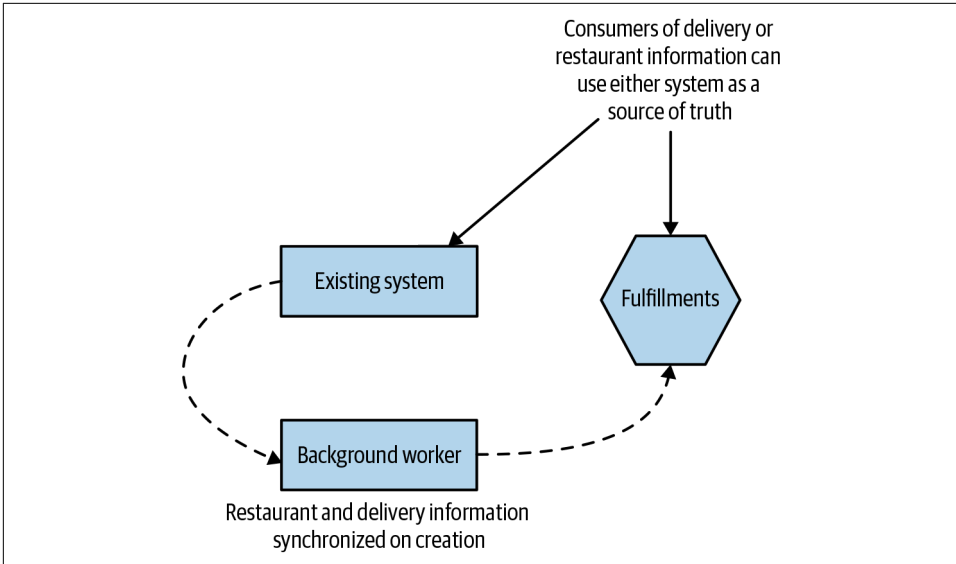 Consumers of delivery or
restaurant information can
use either system as a
source of truth
Existing system
Fulfillments
Background worker
Restaurant and delivery information
synchronized on creation